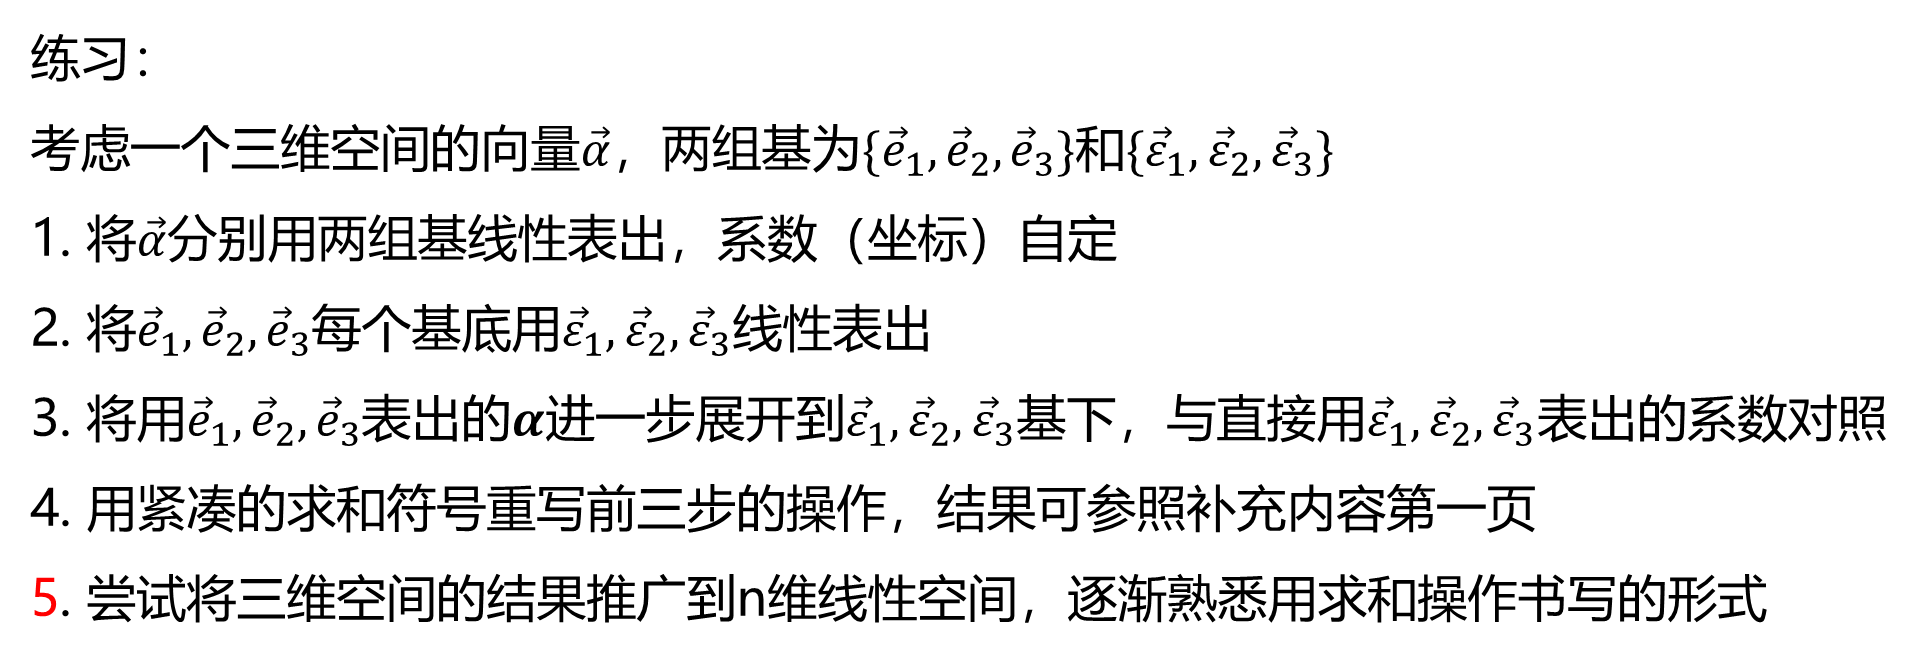 练习：
考虑一个三维空间的向量α⃗，两组基为{e⃗₁, e⃗₂, e⃗₃}和{ε⃗₁, ε⃗₂, ε⃗₃}
1. 将α⃗分别用两组基线性表出，系数（坐标）自定
2. 将e⃗₁, e⃗₂, e⃗₃每个基底用ε⃗₁, ε⃗₂, ε⃗₃线性表出
3. 将用e⃗₁, e⃗₂, e⃗₃表出的α进一步展开到ε⃗₁, ε⃗₂, ε⃗₃基下，与直接用ε⃗₁, ε⃗₂, ε⃗₃表出的系数对照
4. 用紧凑的求和符号重写前三步的操作，结果可参照补充内容第一页
5. 尝试将三维空间的结果推广到n维线性空间，逐渐熟悉用求和操作书写的形式